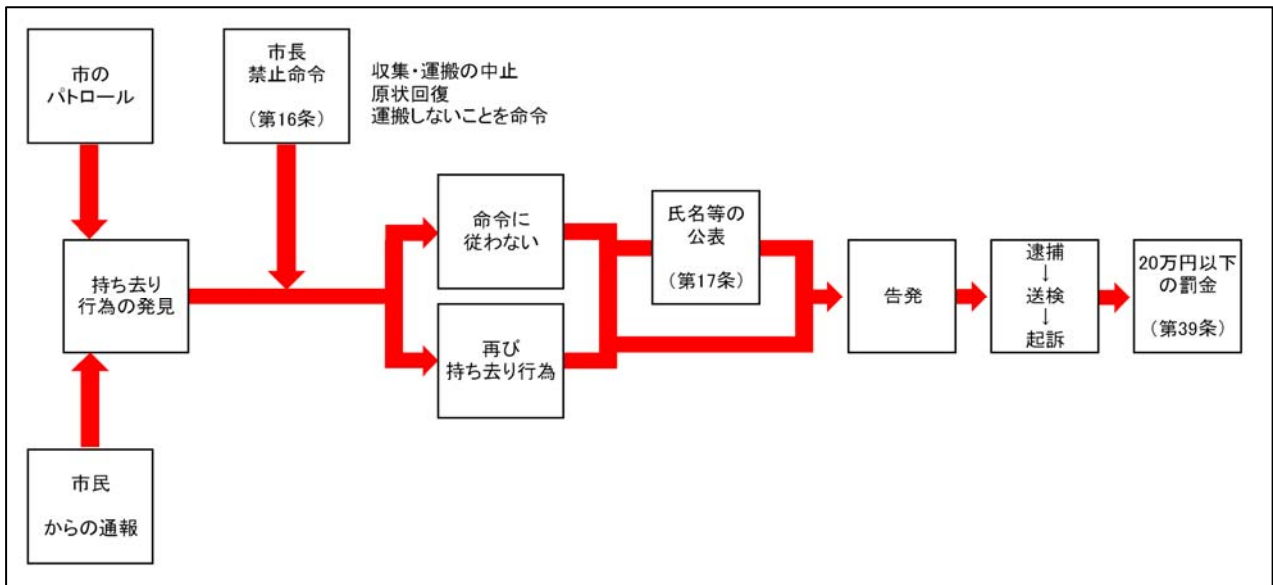 市の
パトロール
市長
禁止命令
（第16条）
収集・運搬の中止
原状回復
運搬しないことを命令
持ち去り
行為の発見
市民
からの通報
命令に
従わない
再び
持ち去り行為
氏名等の
公表
（第17条）
告発
逮捕
↓
送検
↓
起訴
20万円以下
の罰金
（第39条）